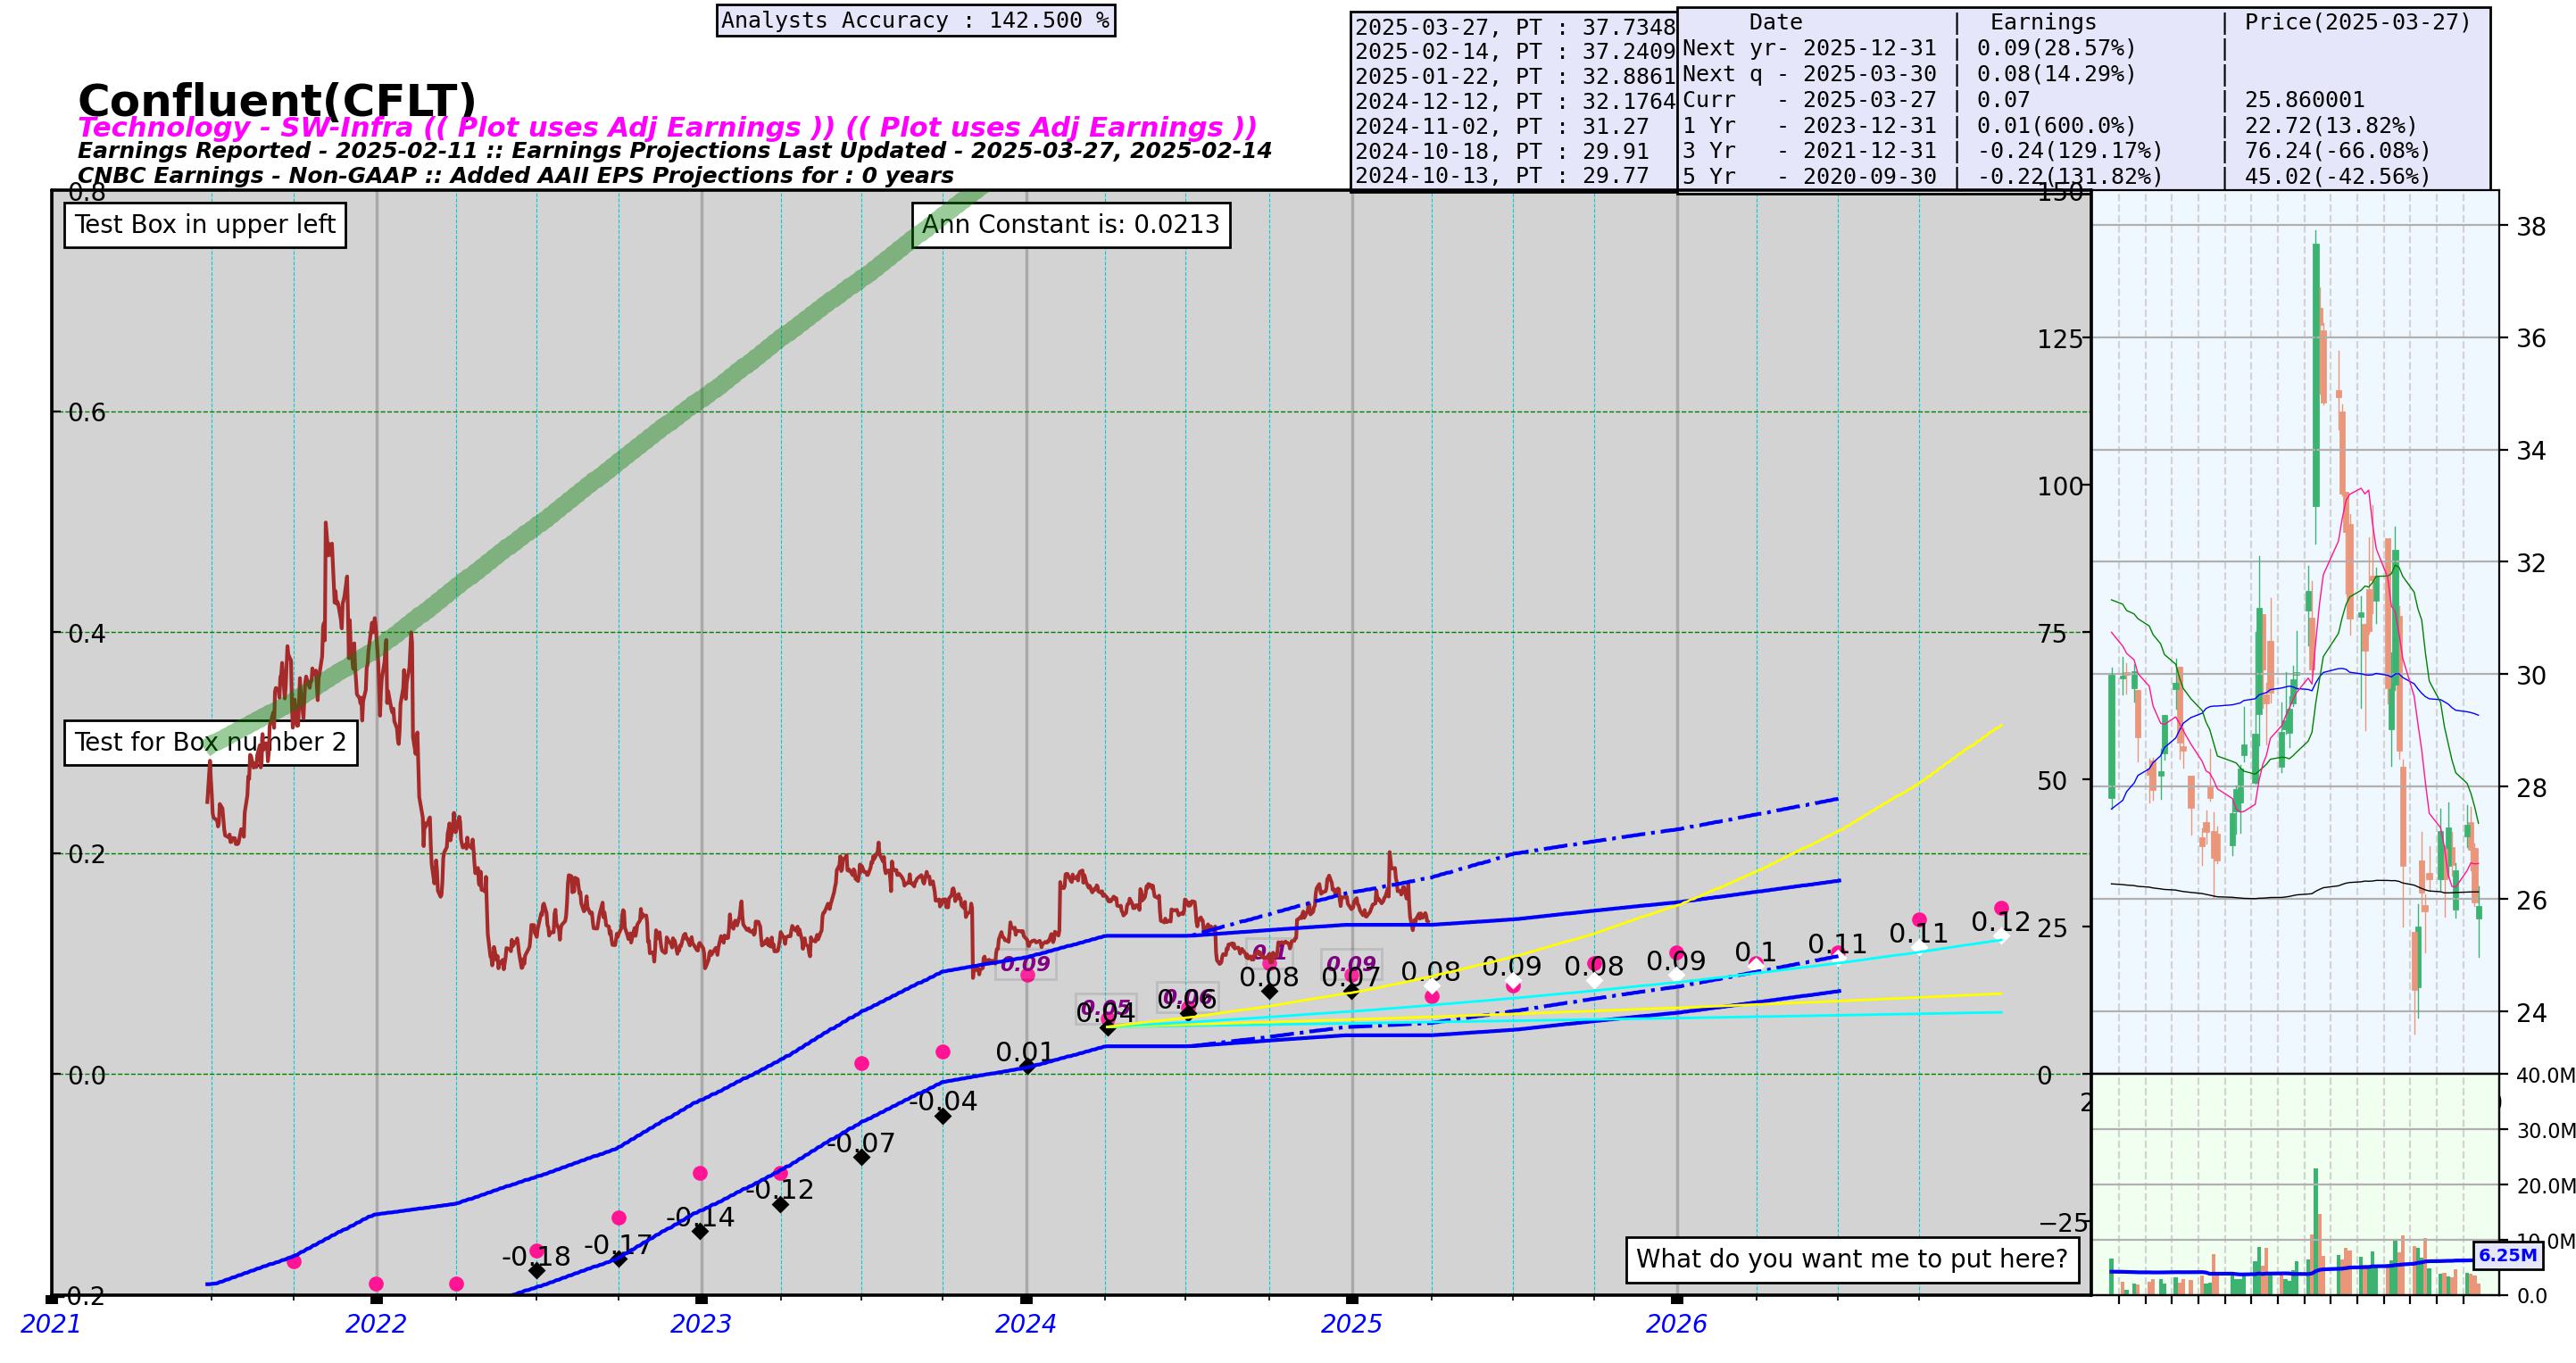 Analysts Accuracy : 142.500 %
2025-03-27, PT : 37.7348
2025-02-14, PT : 37.2409
2025-01-22, PT : 32.8861
2024-12-12, PT : 32.1764
2024-11-02, PT : 31.27
2024-10-18, PT : 29.91
2024-10-13, PT : 29.77
Date | Earnings | Price(2025-03-27)
Next yr- 2025-12-31 | 0.09(28.57%) |
Next q - 2025-03-30 | 0.08(14.29%) |
Curr - 2025-03-27 | 0.07 | 25.860001
1 Yr - 2023-12-31 | 0.01(600.0%) | 22.72(13.82%)
3 Yr - 2021-12-31 | -0.24(129.17%) | 76.24(-66.08%)
5 Yr - 2020-09-30 | -0.22(131.82%) | 45.02(-42.56%)
Confluent(CFLT)
Technology - SW-Infra (( Plot uses Adj Earnings )) (( Plot uses Adj Earnings ))
Earnings Reported - 2025-02-11 :: Earnings Projections Last Updated - 2025-03-27, 2025-02-14
CNBC Earnings - Non-GAAP :: Added AAII EPS Projections for : 0 years
Test Box in upper left
Ann Constant is: 0.0213
Test for Box number 2
What do you want me to put here?
0.8
0.6
0.4
0.2
0.0
-0.2
-0.18
-0.17
-0.14
-0.12
-0.07
-0.04
0.01
0.09
0.05
0.04
0.06
0.06
0.1
0.08
0.09
0.07
0.08
0.09
0.08
0.09
0.1
0.11
0.11
0.12
150
125
100
75
50
25
0
−25
38
36
34
32
30
28
26
24
40.0M
30.0M
20.0M
10.0M
6.25M
0.0
2021
2022
2023
2024
2025
2026